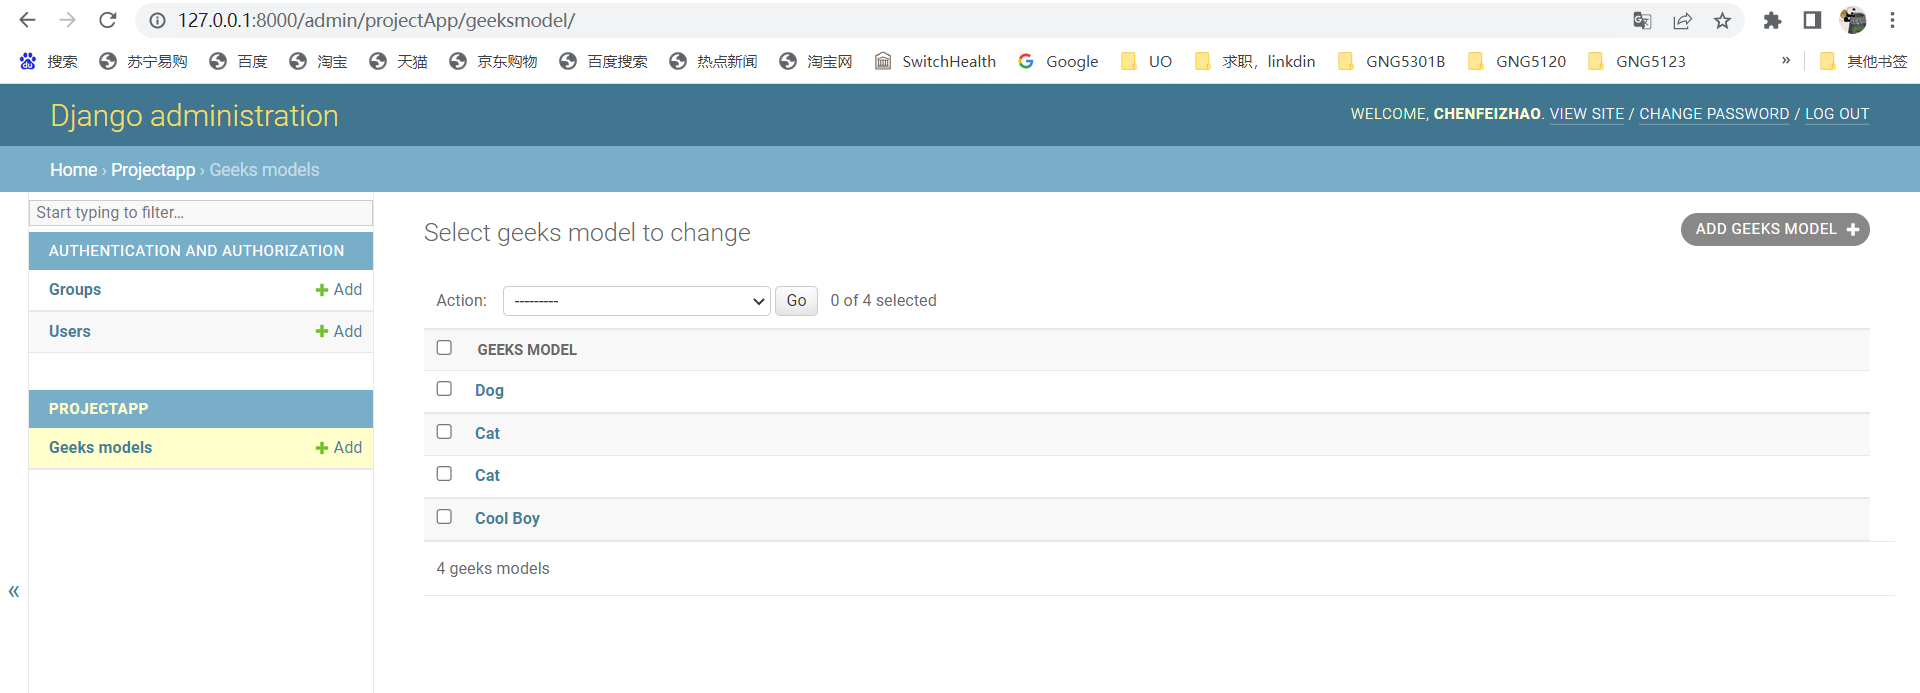 127.0.0.1:8000/admin/projectApp/geeksmodel/
搜索 苏宁易购 百度 淘宝 天猫 京东购物 百度搜索 热点新闻 淘宝网 SwitchHealth Google UO 求职，linkdin GNG5301B GNG5120 GNG5123 » 其他书签
Django administration
WELCOME, CHENFEIZHAO. VIEW SITE / CHANGE PASSWORD / LOG OUT
Home › Projectapp › Geeks models
Start typing to filter...
AUTHENTICATION AND AUTHORIZATION
Groups + Add
Users + Add
PROJECTAPP
Geeks models + Add
«
Select geeks model to change
ADD GEEKS MODEL +
Action: --------- Go 0 of 4 selected
GEEKS MODEL
Dog
Cat
Cat
Cool Boy
4 geeks models